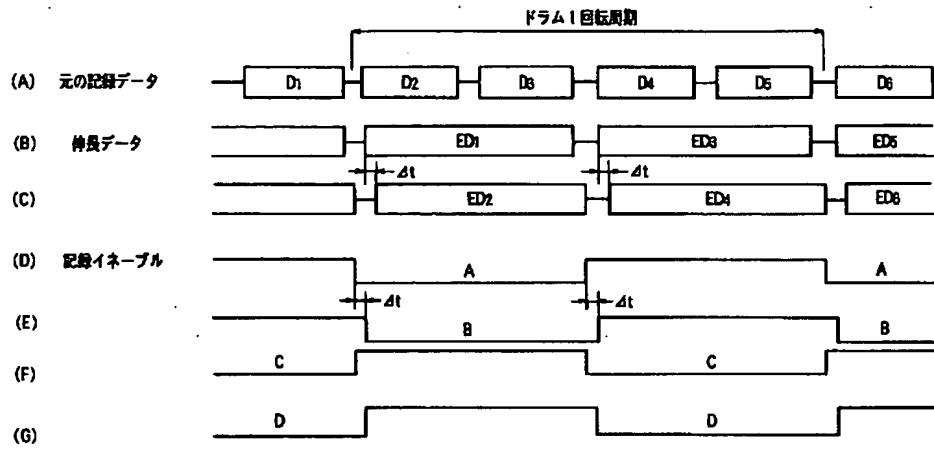 ドラム1回転周期
(A) 元の記録データ D1 D2 D3 D4 D5 D6
(B) 伸長データ ED1 ED3 ED5
Δt Δt
(C) ED2 ED4 ED6
(D) 記録イネーブル A A
Δt Δt
(E) B B
(F) C C
(G) D D